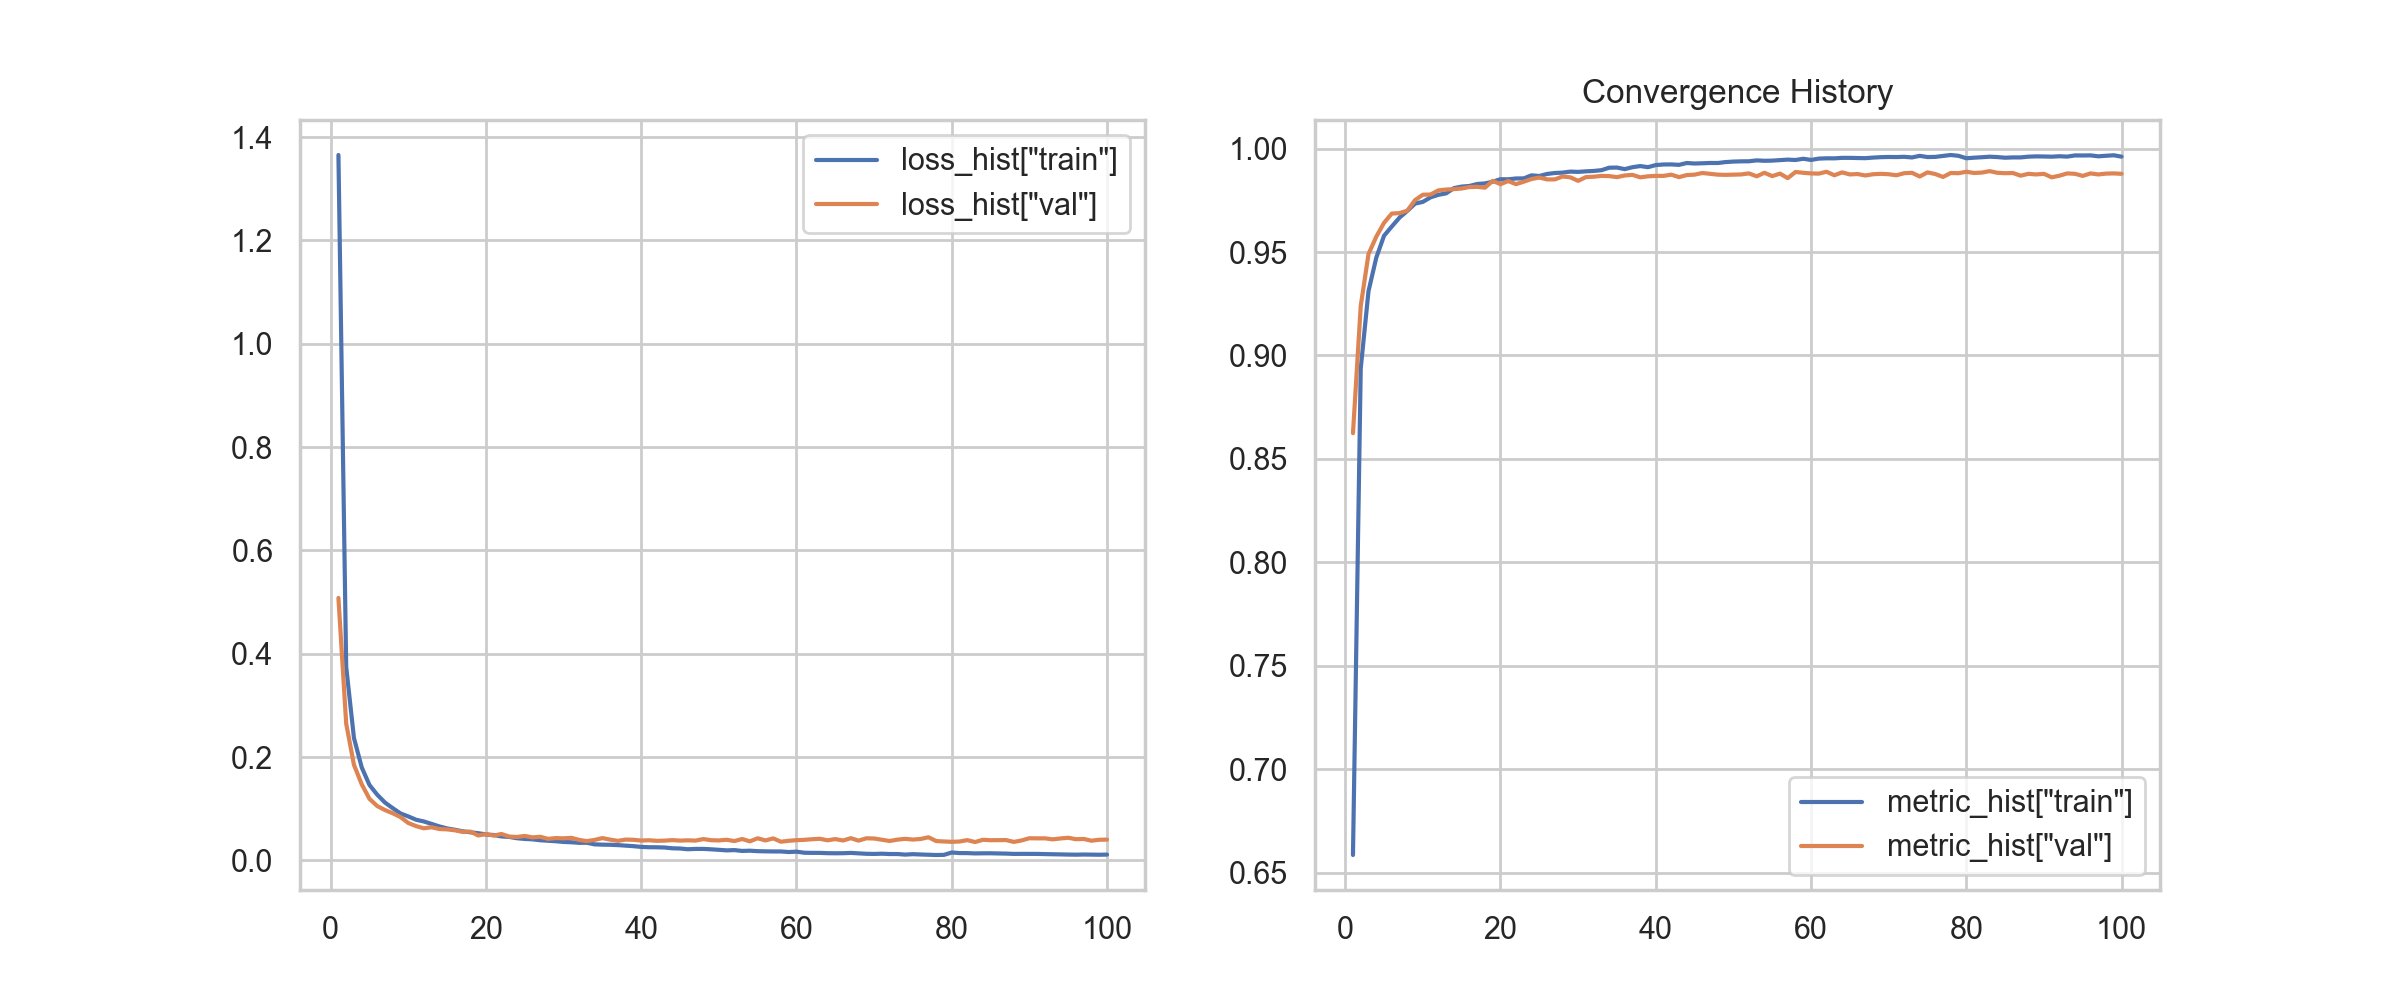 1.4
1.2
1.0
0.8
0.6
0.4
0.2
0.0
0 20 40 60 80 100
loss_hist["train"]
loss_hist["val"]
Convergence History
1.00
0.95
0.90
0.85
0.80
0.75
0.70
0.65
0 20 40 60 80 100
metric_hist["train"]
metric_hist["val"]